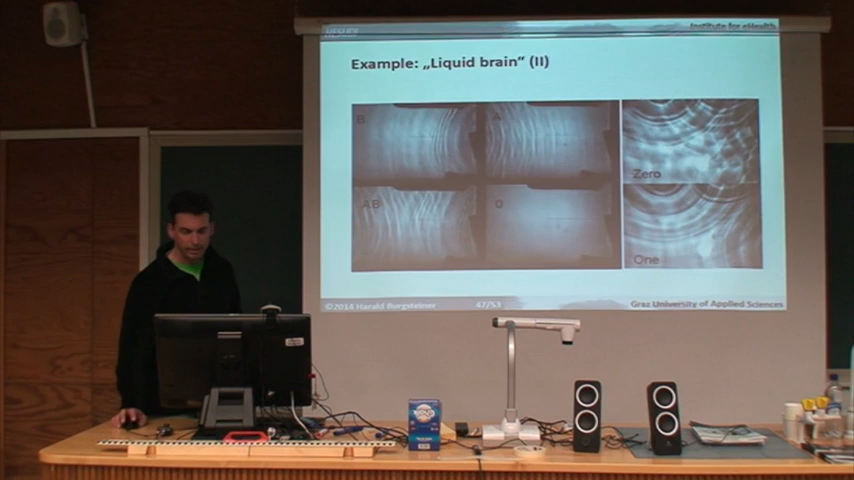 Institute for eHealth
Example: „Liquid brain“ (II)
B
A
Zero
AB
0
One
©2014 Harald Burgsteiner
47/53
Graz University of Applied Sciences